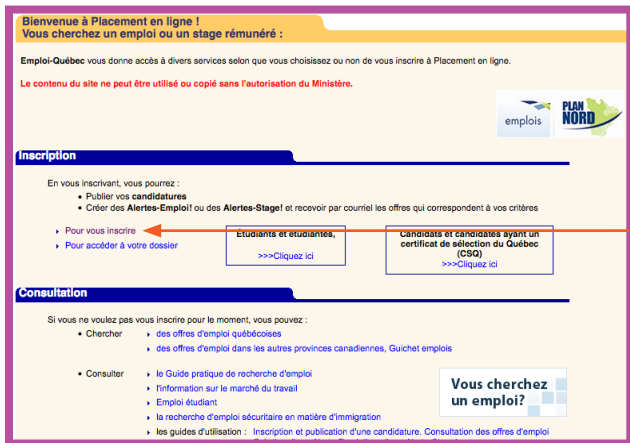 Bienvenue à Placement en ligne !
Vous cherchez un emploi ou un stage rémunéré :
Emploi-Québec vous donne accès à divers services selon que vous choisissez ou non de vous inscrire à Placement en ligne.
Le contenu du site ne peut être utilisé ou copié sans l'autorisation du Ministère.
emplois
PLAN
NORD
Inscription
En vous inscrivant, vous pourrez :
• Publier vos candidatures
• Créer des Alertes-Emploi! ou des Alertes-Stage! et recevoir par courriel les offres qui correspondent à vos critères
Pour vous inscrire
Pour accéder à votre dossier
Étudiants et étudiantes,
>>>Cliquez ici
Candidats et candidates ayant un
certificat de sélection du Québec
(CSQ)
>>>Cliquez ici
Consultation
Si vous ne voulez pas vous inscrire pour le moment, vous pouvez :
• Chercher
des offres d'emploi québécoises
des offres d'emploi dans les autres provinces canadiennes, Guichet emplois
• Consulter
le Guide pratique de recherche d'emploi
l'information sur le marché du travail
Emploi étudiant
la recherche d'emploi sécuritaire en matière d'immigration
les guides d'utilisation : Inscription et publication d'une candidature. Consultation des offres d'emploi
Vous cherchez
un emploi?